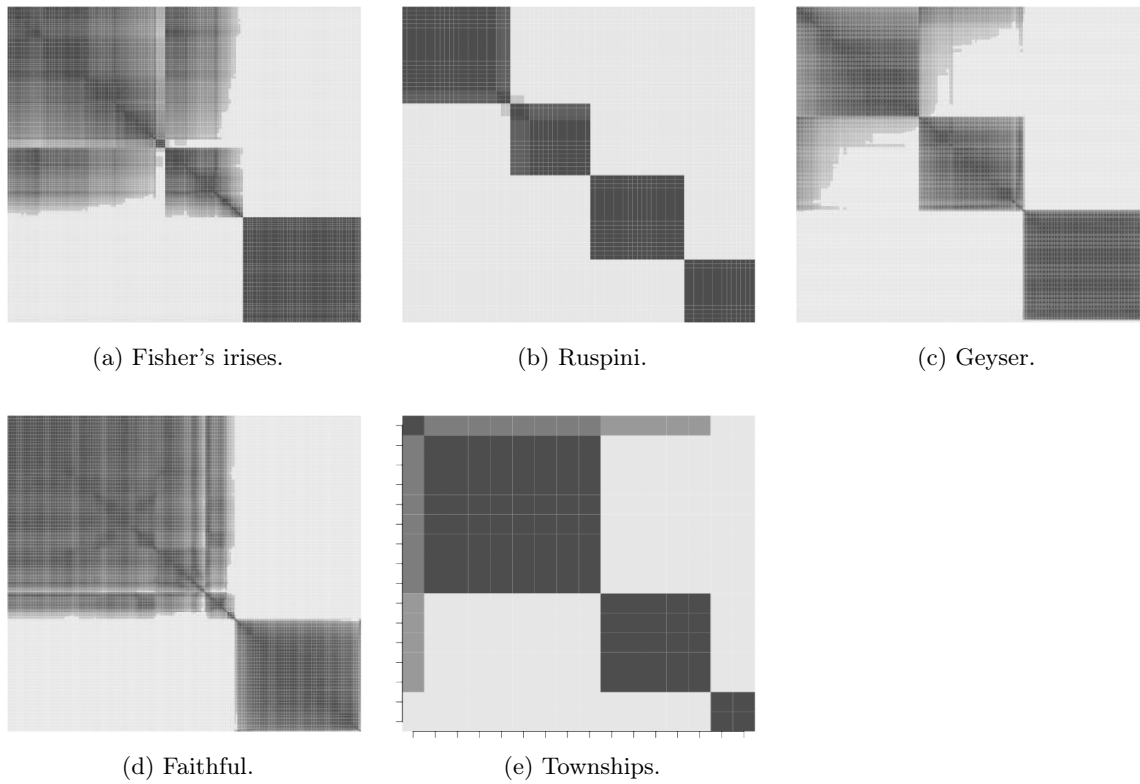 (a) Fisher's irises.
(b) Ruspini.
(c) Geyser.
(d) Faithful.
(e) Townships.